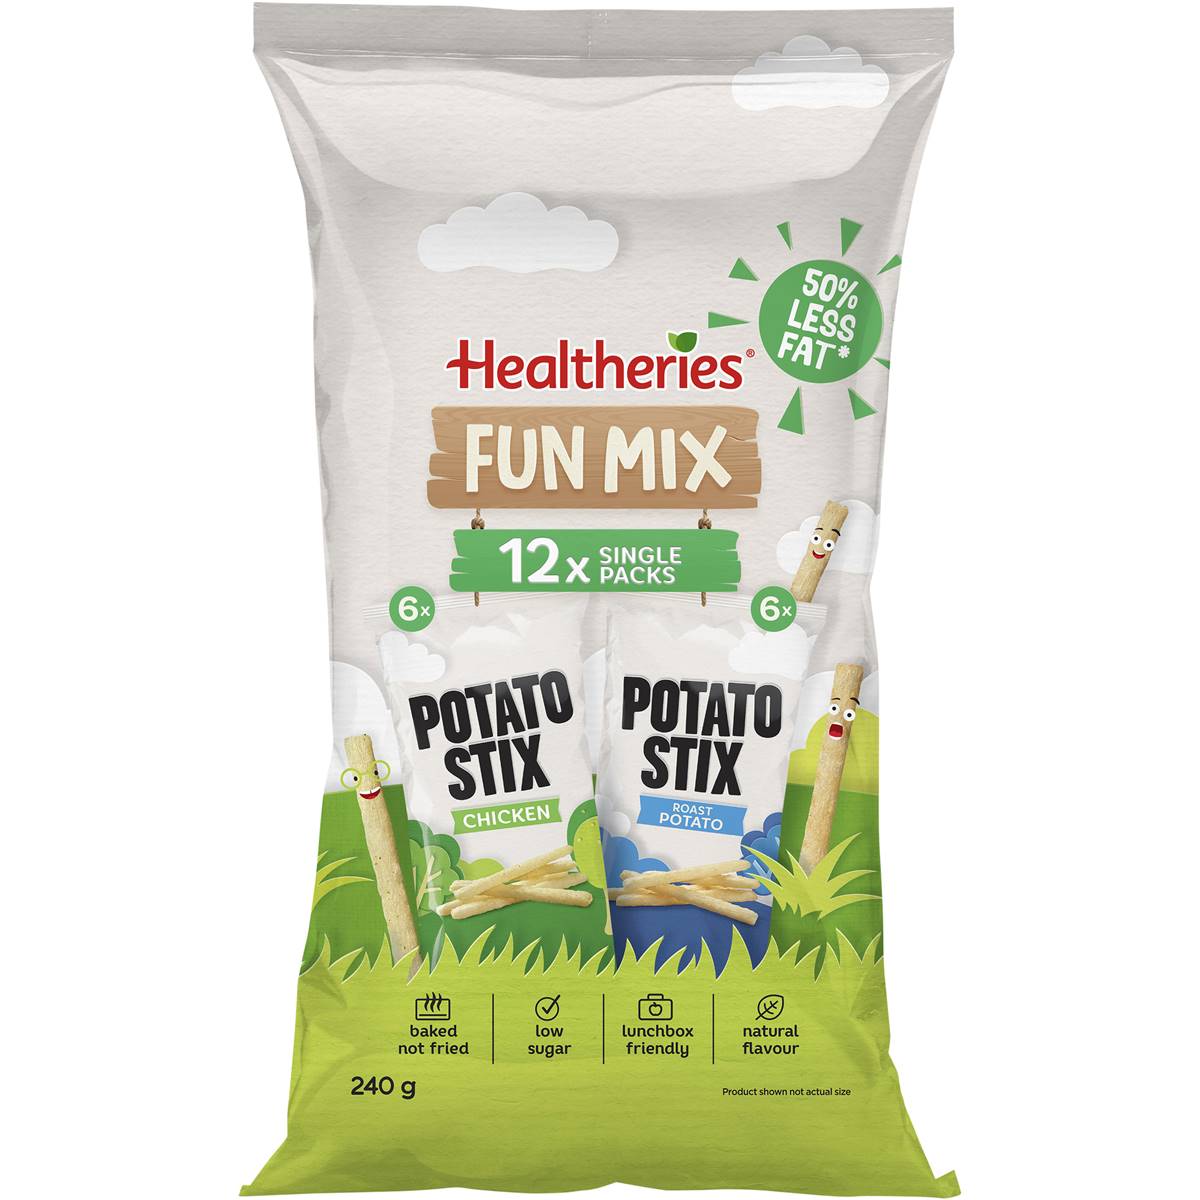 50%
LESS
FAT*
Healtheries®
FUN MIX
12x SINGLE
PACKS
6x
6x
POTATO
STIX
CHICKEN
POTATO
STIX
ROAST
POTATO
baked
not fried
low
sugar
lunchbox
friendly
natural
flavour
240 g
Product shown not actual size